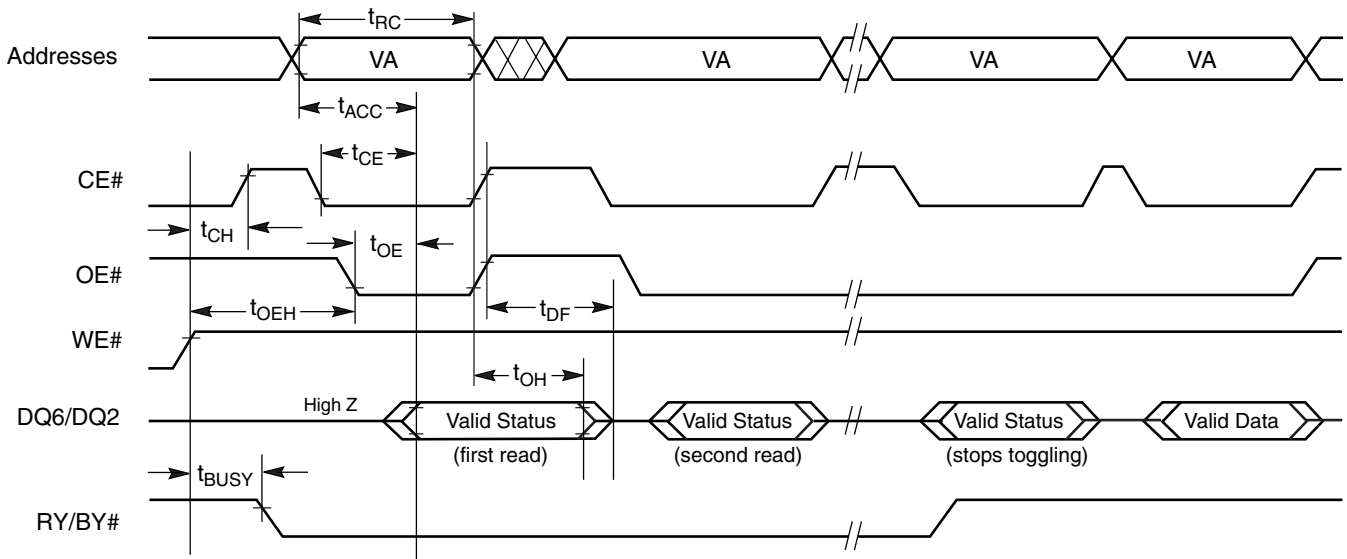 tRC
Addresses VA VA VA VA
tACC
tCE
CE#
tCH tOE
OE#
tOEH tDF
WE#
tOH
DQ6/DQ2 High Z Valid Status Valid Status Valid Status Valid Data
(first read) (second read) (stops toggling)
tBUSY
RY/BY#